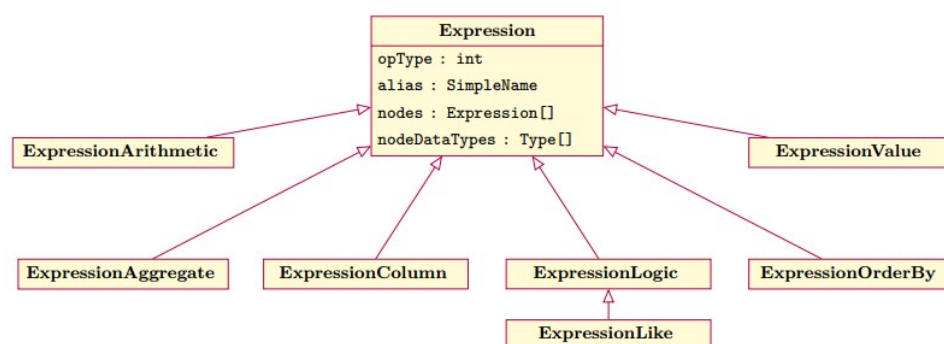 Expression
opType : int
alias : SimpleName
nodes : Expression[]
nodeDataTypes : Type[]
ExpressionArithmetic
ExpressionValue
ExpressionAggregate
ExpressionColumn
ExpressionLogic
ExpressionOrderBy
ExpressionLike